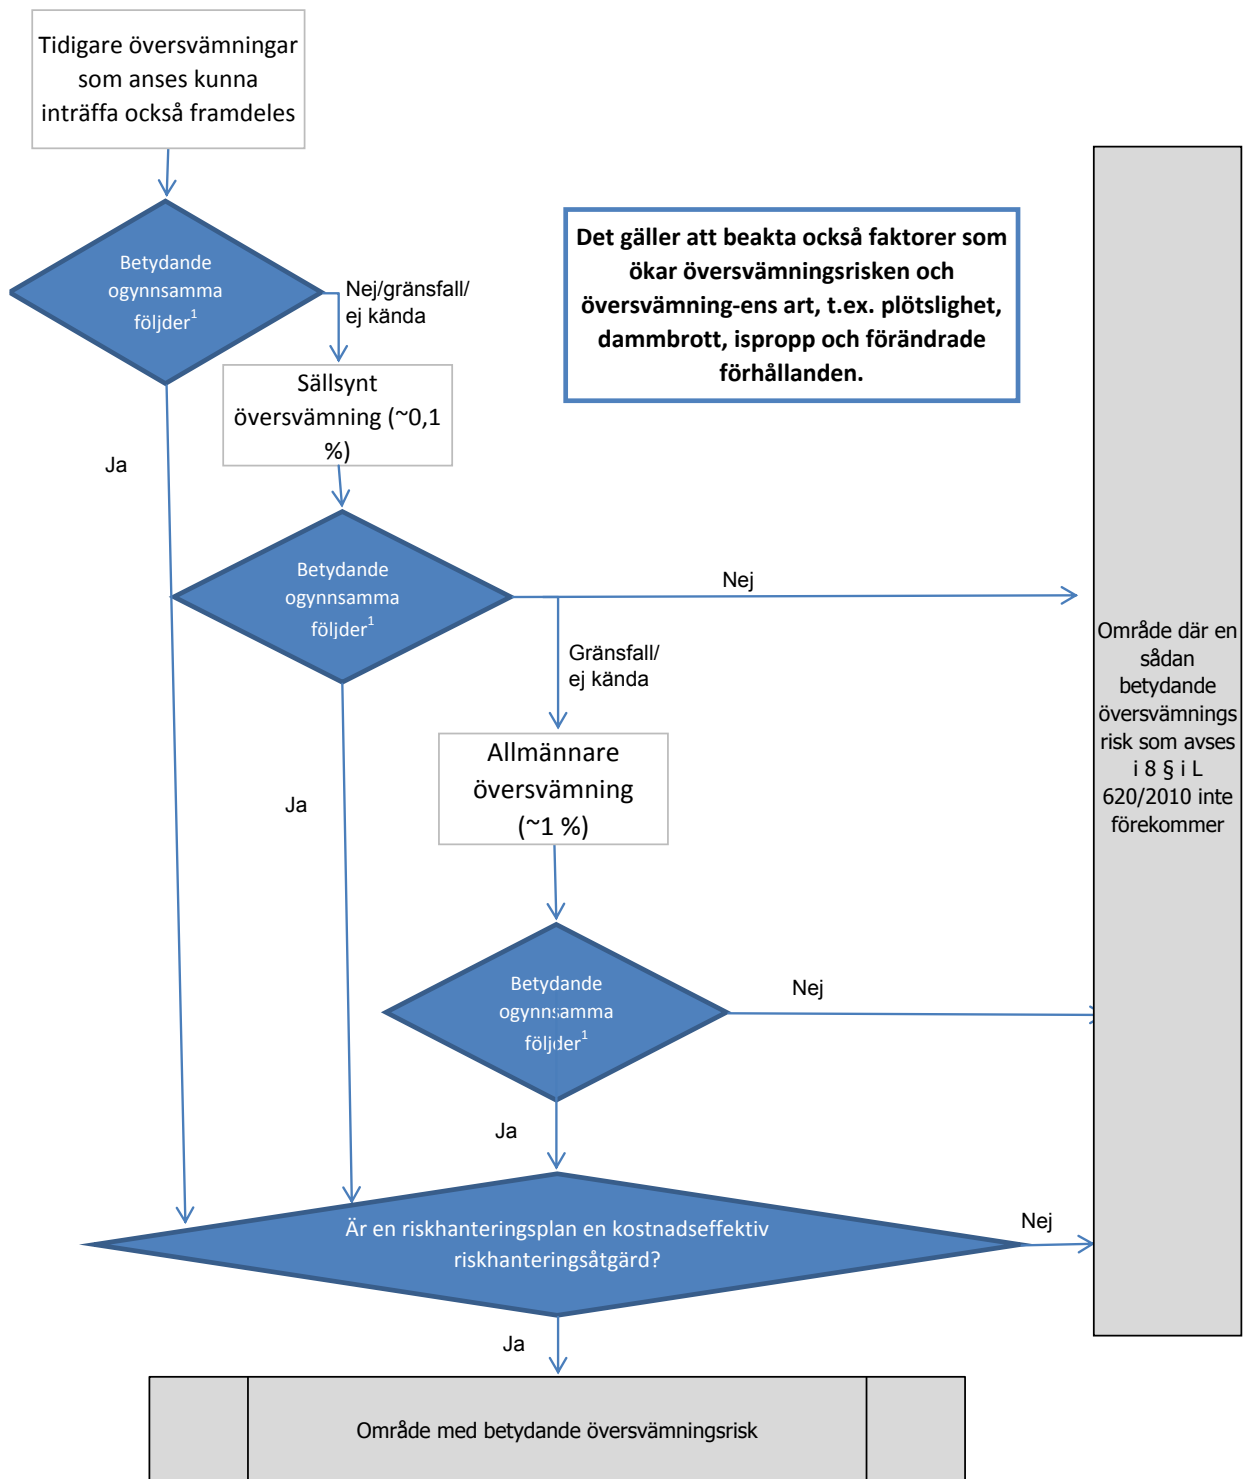 Tidigare översvämningar
som anses kunna
inträffa också framdeles
Betydande
ogynnsamma
följder1
Nej/gränsfall/
ej kända
Det gäller att beakta också faktorer som
ökar översvämningsrisken och
översvämning-ens art, t.ex. plötslighet,
dammbrott, ispropp och förändrade
förhållanden.
Sällsynt
översvämning (~0,1
%)
Ja
Betydande
ogynnsamma
följder1
Nej
Gränsfall/
ej kända
Område där en
sådan
betydande
översvämnings
risk som avses
i 8 § i L
620/2010 inte
förekommer
Allmännare
översvämning
(~1 %)
Ja
Betydande
ogynnsamma
följder1
Nej
Ja
Är en riskhanteringsplan en kostnadseffektiv
riskhanteringsåtgärd?
Nej
Ja
Område med betydande översvämningsrisk